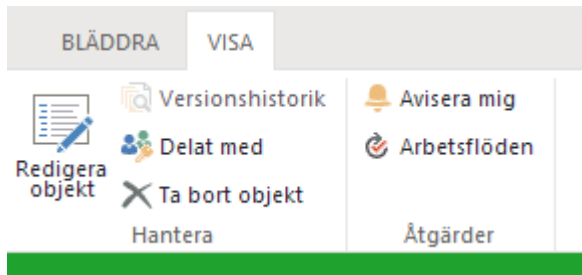 BLÄDDRA VISA
Redigera
objekt
Versionshistorik
Delat med
Ta bort objekt
Hantera
Avisera mig
Arbetsflöden
Åtgärder